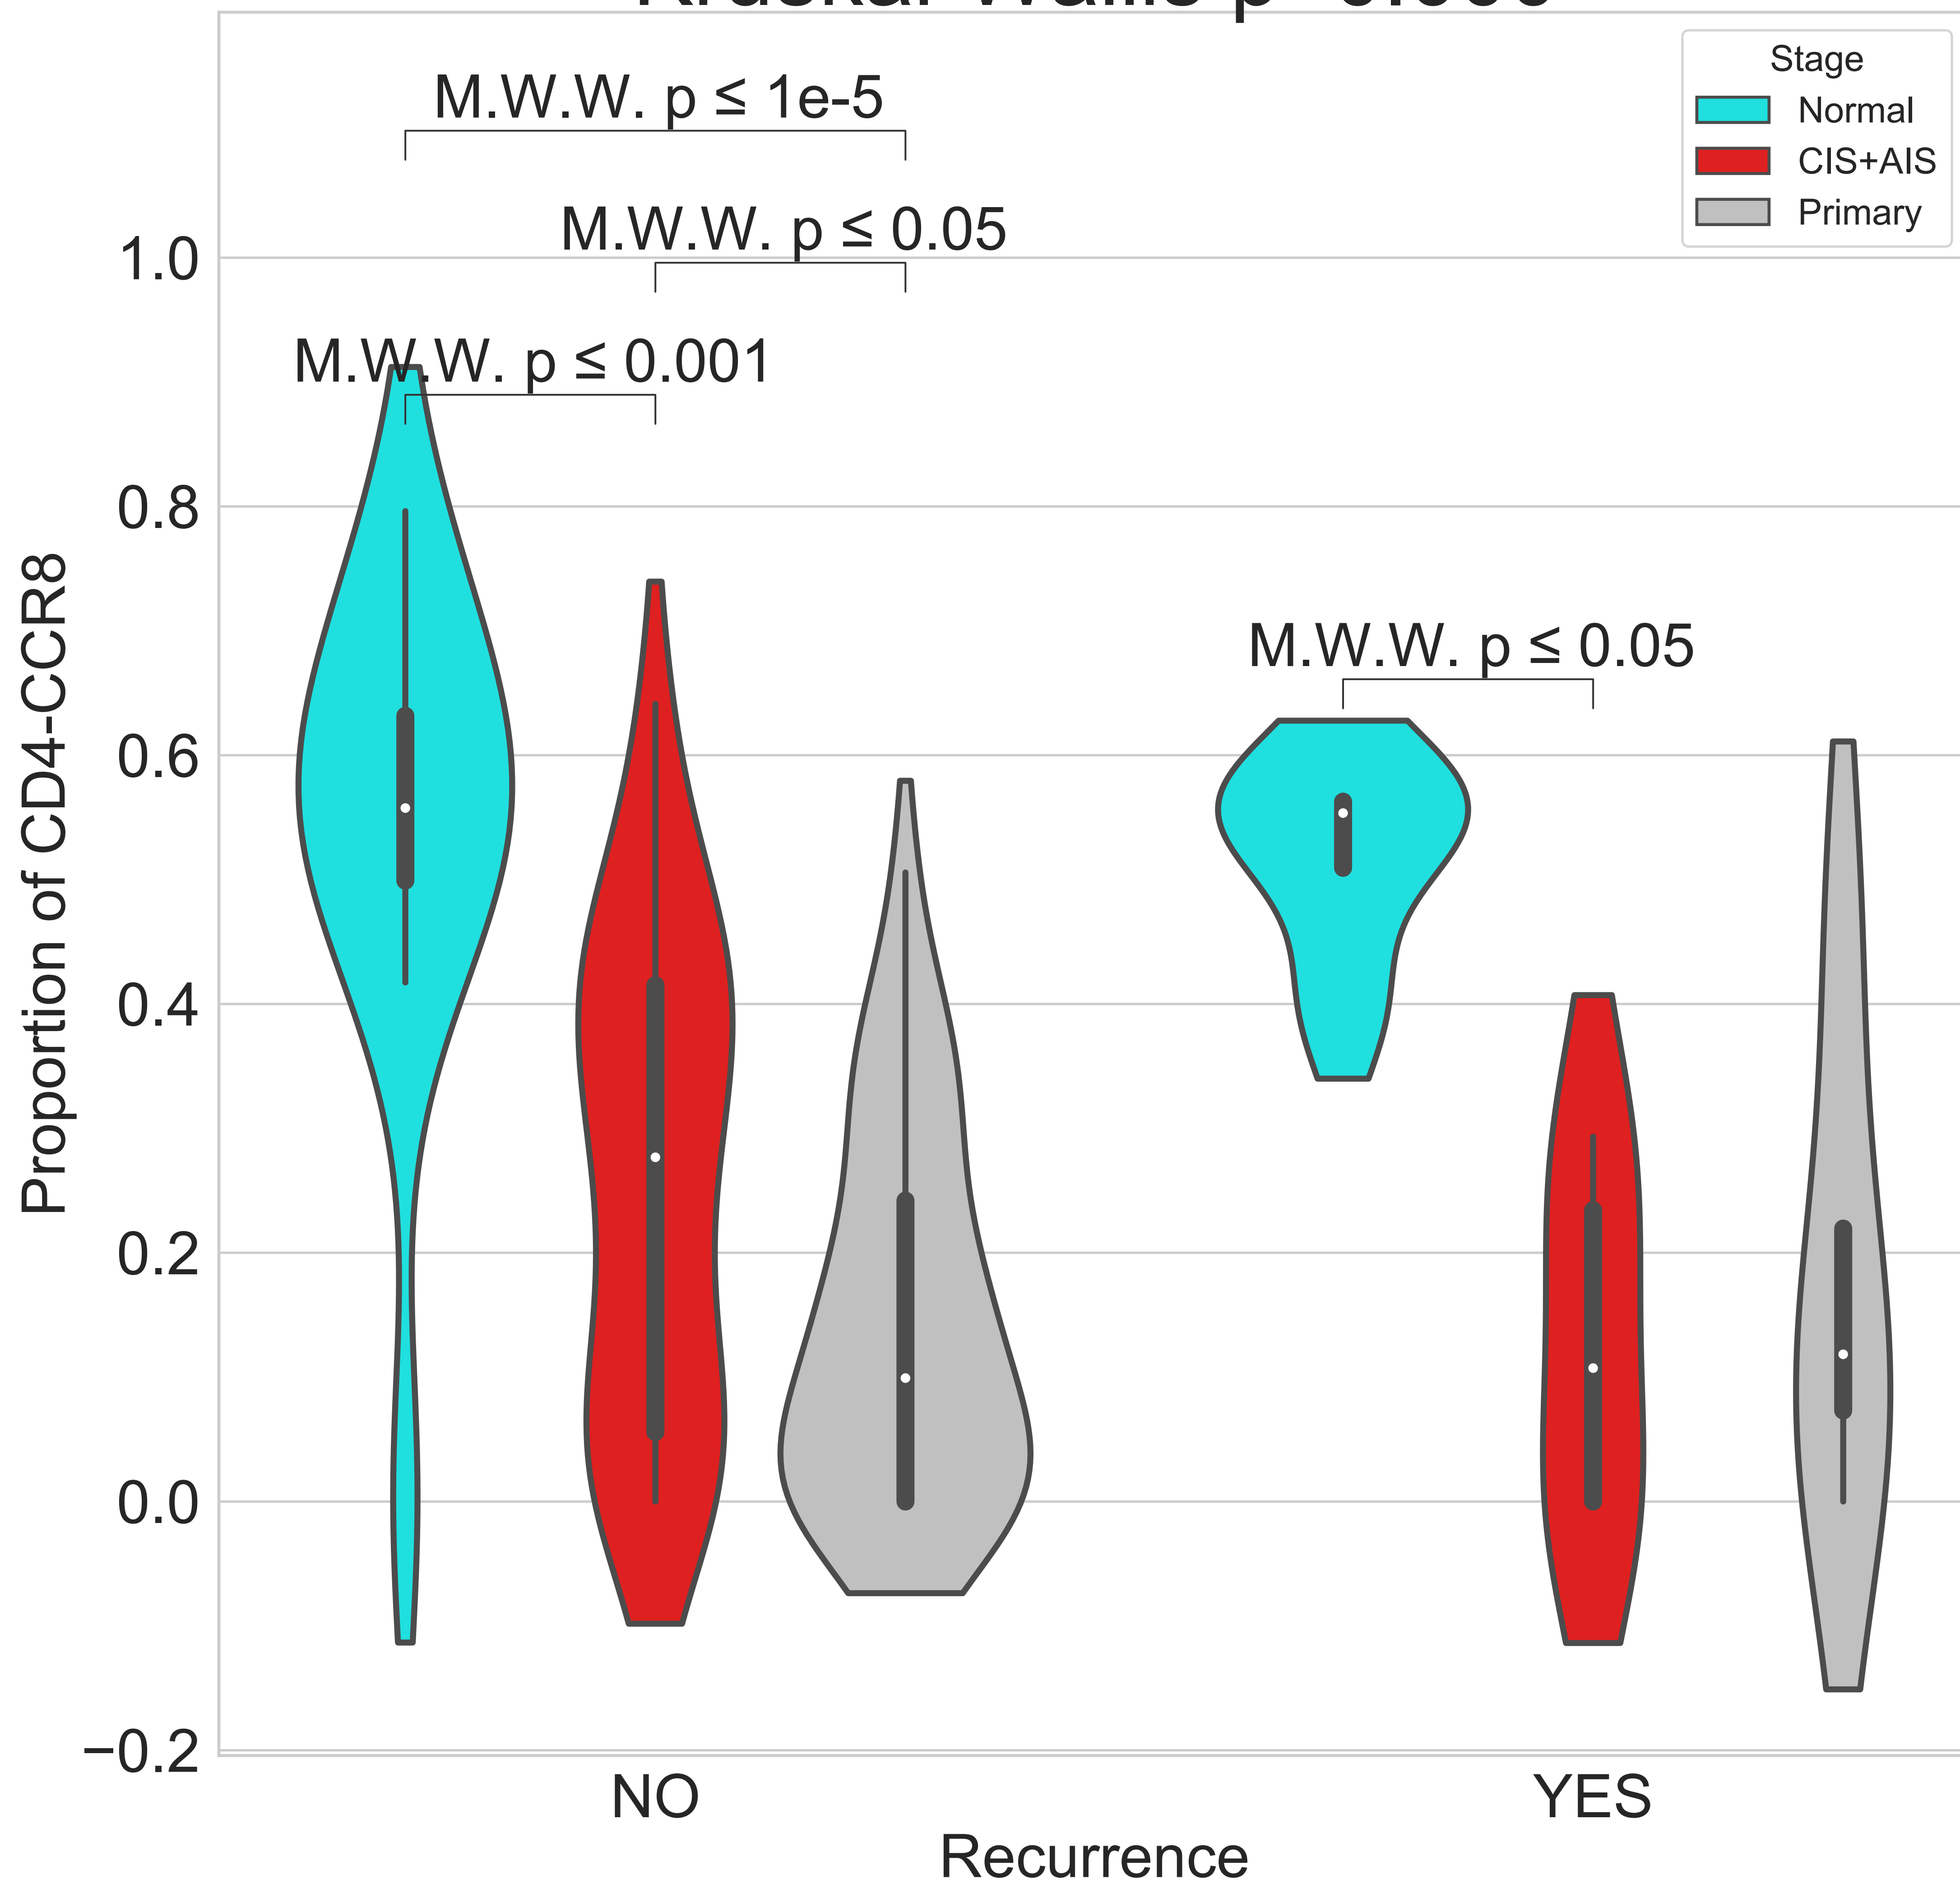 Stage
Normal
CIS+AIS
Primary
M.W.W. p ≤ 1e-5
M.W.W. p ≤ 0.05
M.W.W. p ≤ 0.001
M.W.W. p ≤ 0.05
Proportion of CD4-CCR8
1.0
0.8
0.6
0.4
0.2
0.0
−0.2
NO
YES
Recurrence